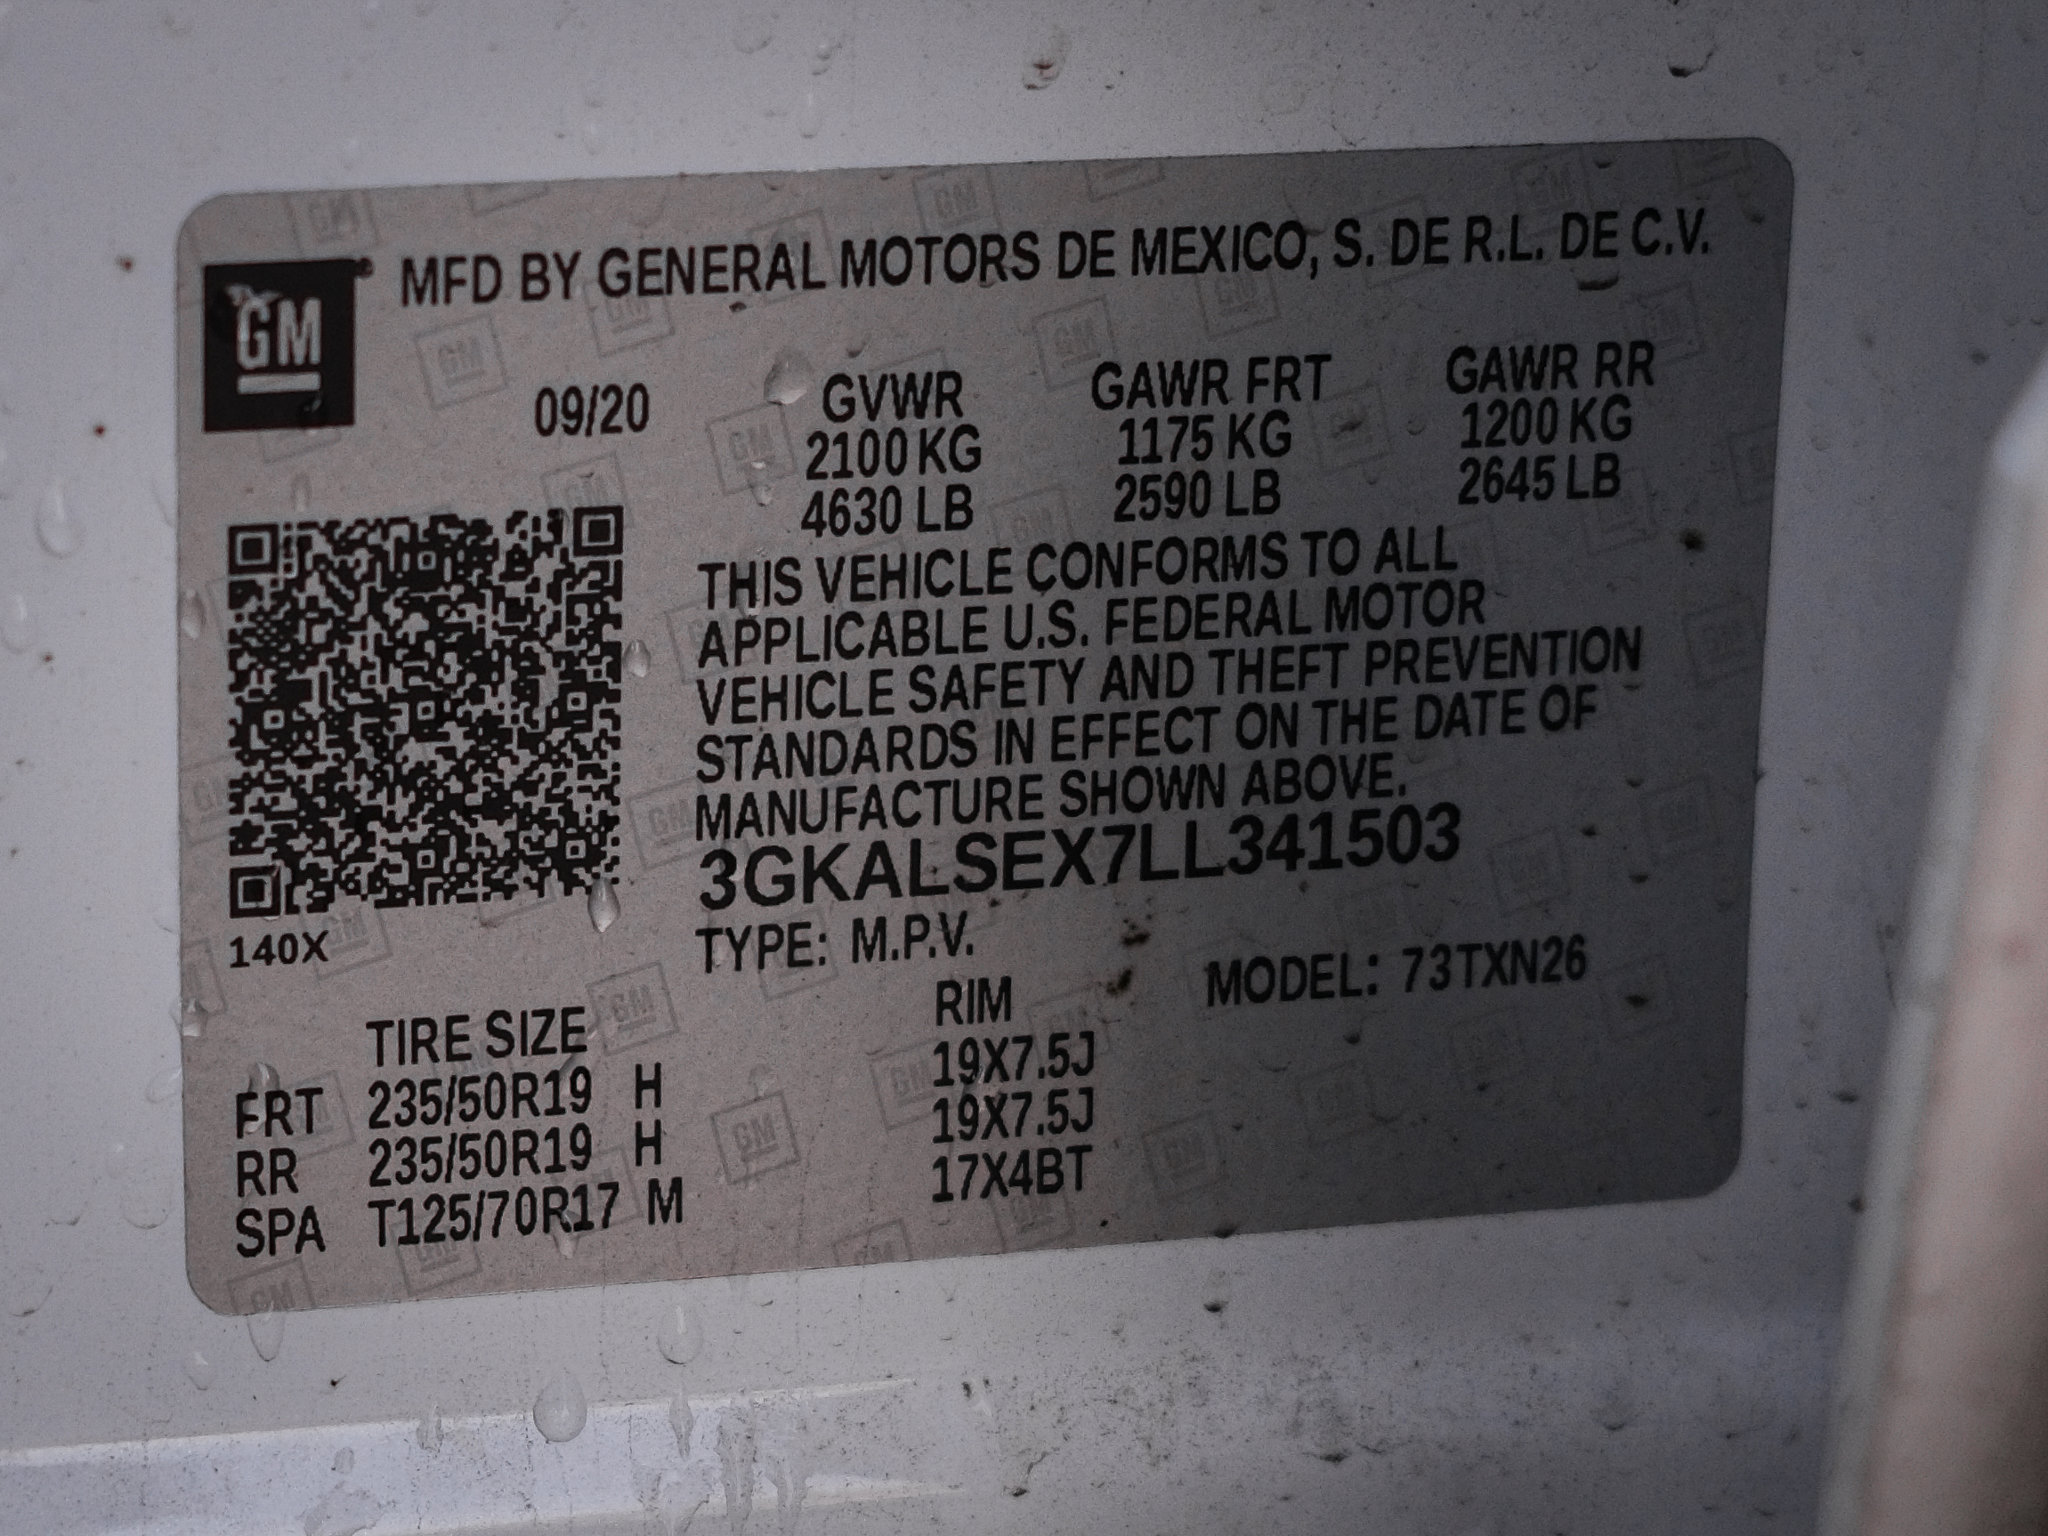 GM
MFD BY GENERAL MOTORS DE MEXICO, S. DE R.L. DE C.V.
09/20
GVWR GAWR FRT GAWR RR
2100 KG 1175 KG 1200 KG
4630 LB 2590 LB 2645 LB
THIS VEHICLE CONFORMS TO ALL
APPLICABLE U.S. FEDERAL MOTOR
VEHICLE SAFETY AND THEFT PREVENTION
STANDARDS IN EFFECT ON THE DATE OF
MANUFACTURE SHOWN ABOVE.
3GKALSEX7LL341503
140X
TYPE: M.P.V. MODEL: 73TXN26
TIRE SIZE RIM
FRT 235/50R19 H 19X7.5J
RR 235/50R19 H 19X7.5J
SPA T125/70R17 M 17X4BT